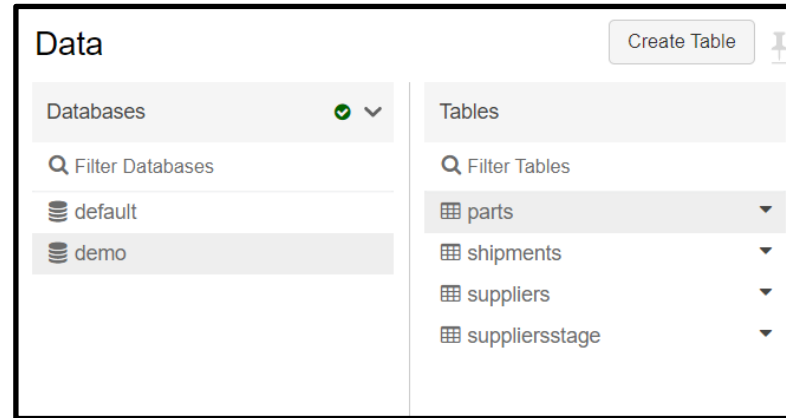 Data
Create Table
Databases
Filter Databases
default
demo
Tables
Filter Tables
parts
shipments
suppliers
suppliersstage